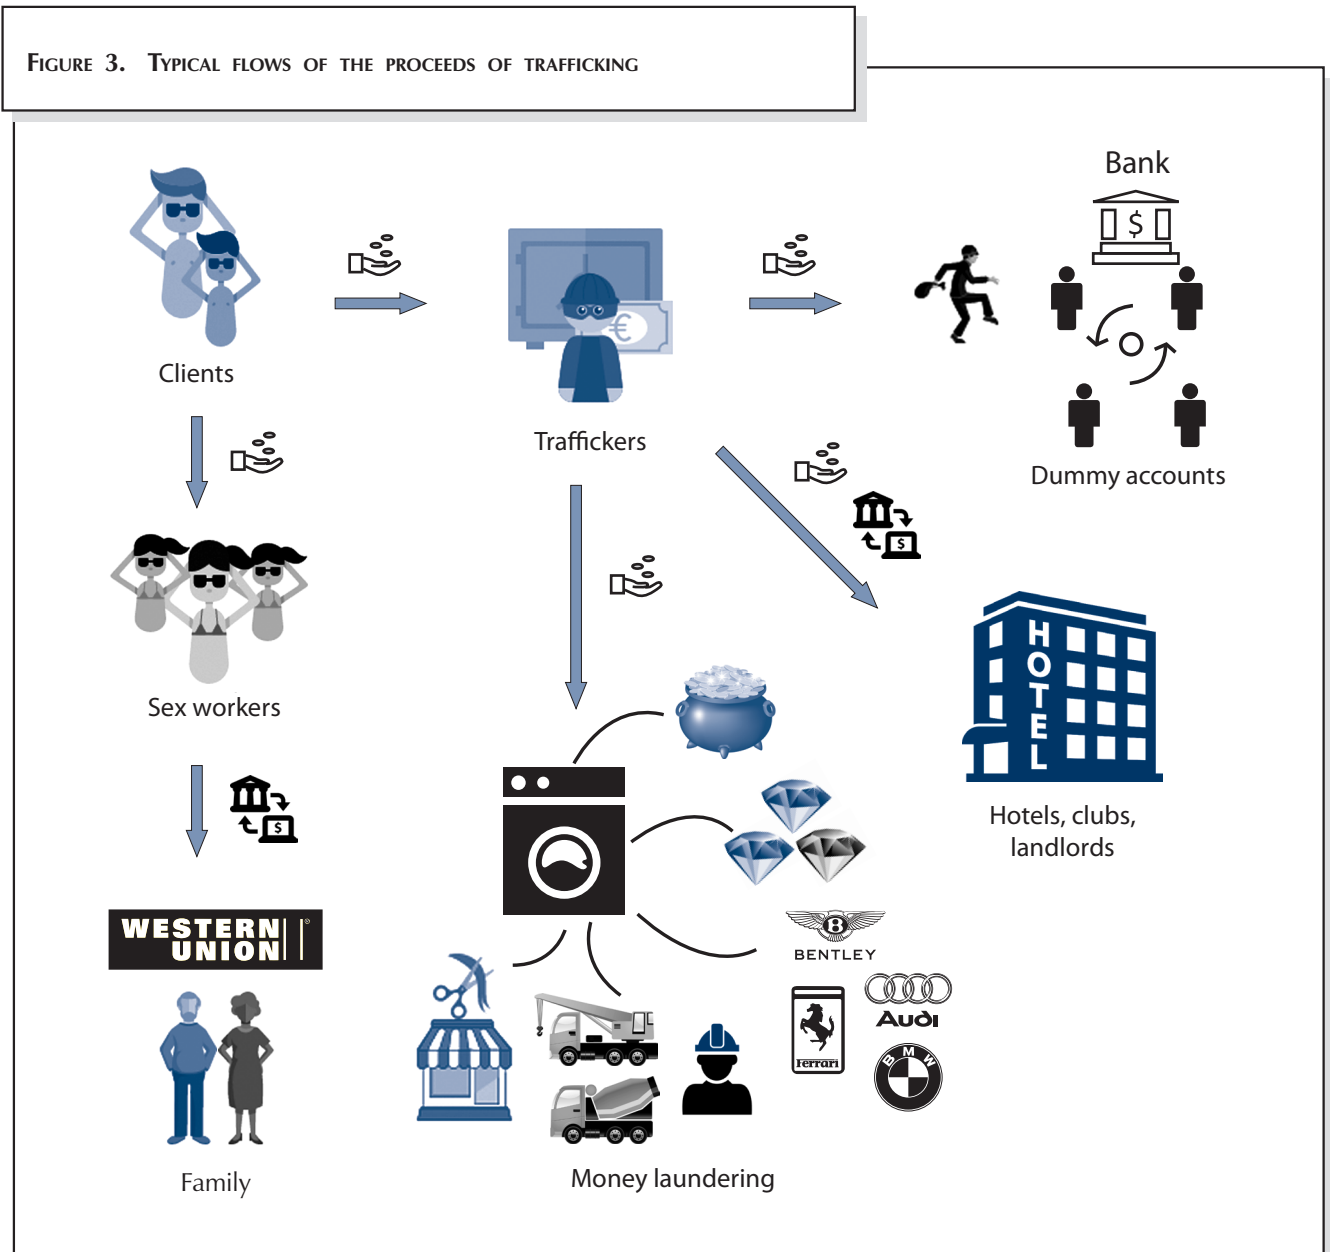 FIGURE 3. TYPICAL FLOWS OF THE PROCEEDS OF TRAFFICKING
Bank
$
€
Clients
Traffickers
Dummy accounts
$
Sex workers
HOTEL
$
Hotels, clubs,
landlords
WESTERN
UNION
®
BENTLEY
B
Audi
Ferrari
BMW
Family
Money laundering